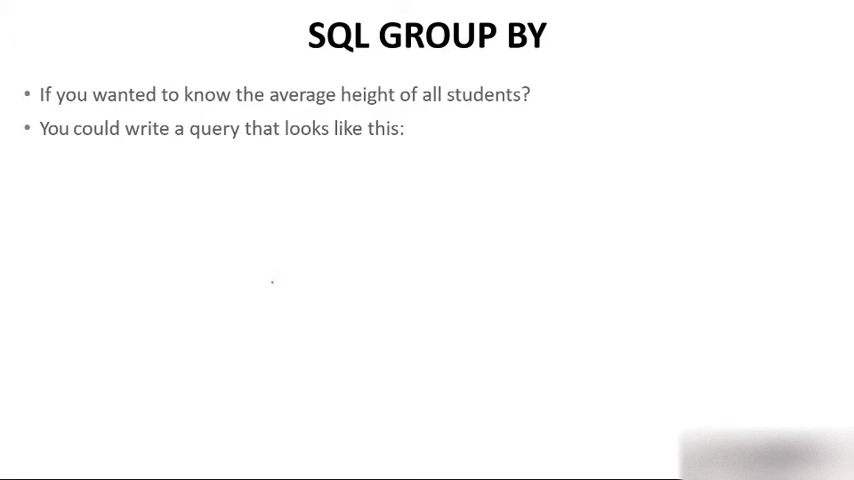 SQL GROUP BY
• If you wanted to know the average height of all students?
• You could write a query that looks like this: